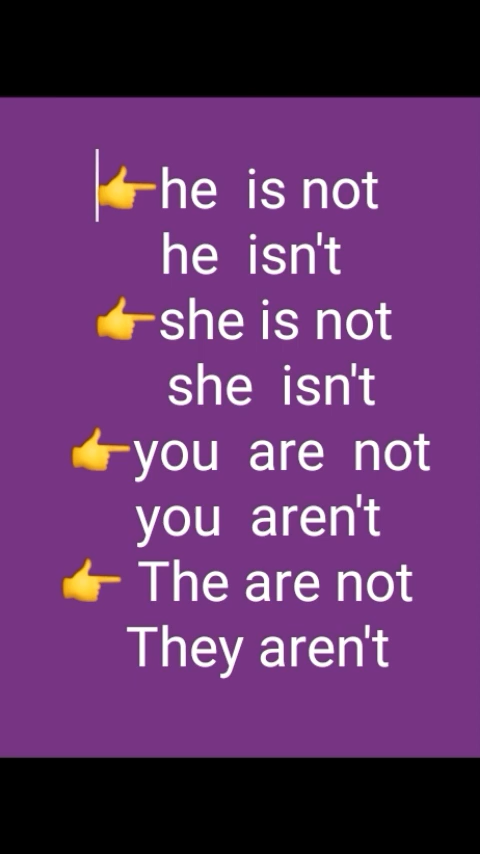 👉he is not
he isn't
👉she is not
she isn't
👉you are not
you aren't
👉 The are not
They aren't